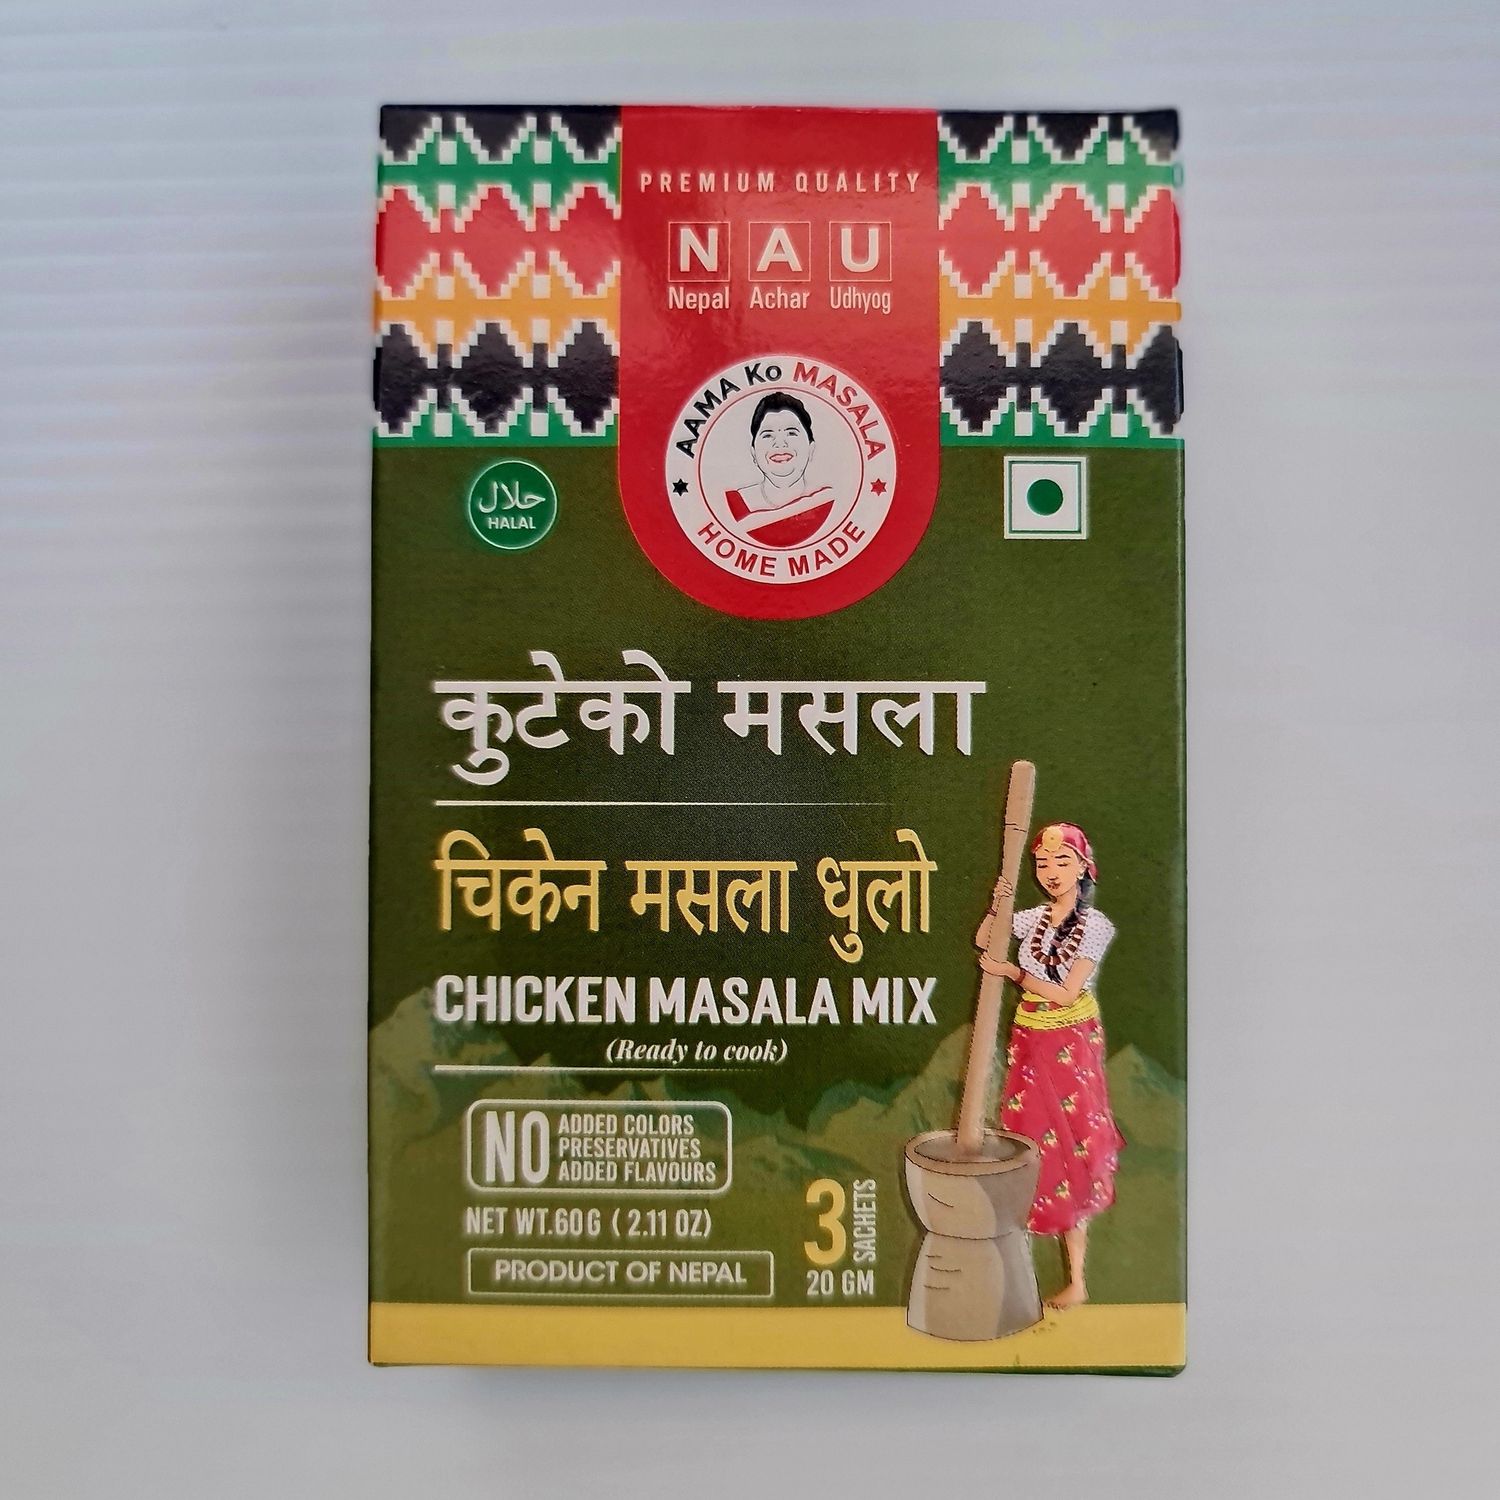 PREMIUM QUALITY
N A U
Nepal Achar Udhyog
AAMA Ko MASALA
HOME MADE
حلال
HALAL
कुटेको मसला
चिकेन मसला धुलो
CHICKEN MASALA MIX
(Ready to cook)
NO ADDED COLORS
PRESERVATIVES
ADDED FLAVOURS
NET WT.60G ( 2.11 OZ)
PRODUCT OF NEPAL
3 SACHETS
20 GM